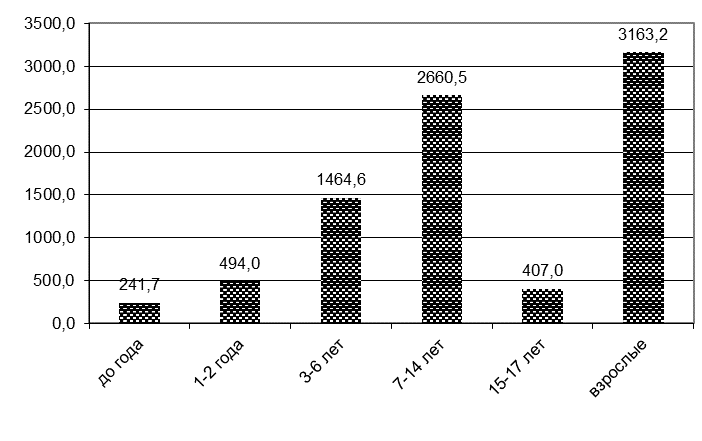 3500,0
3000,0
2500,0
2000,0
1500,0
1000,0
500,0
0,0
241,7
494,0
1464,6
2660,5
407,0
3163,2
до года
1-2 года
3-6 лет
7-14 лет
15-17 лет
взрослые